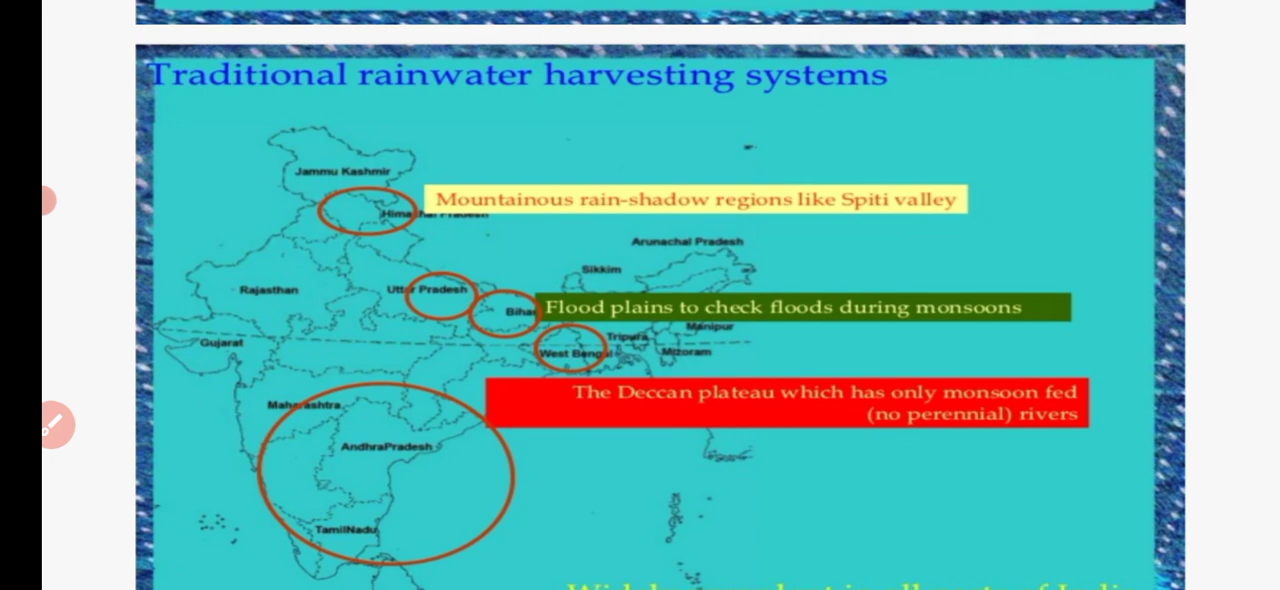 Traditional rainwater harvesting systems
Jammu Kashmir
Mountainous rain-shadow regions like Spiti valley
Arunachal Pradesh
Sikkim
Rajasthan
Uttar Pradesh
Flood plains to check floods during monsoons
Manipur
Tripura
Gujarat
West Bengal
Mizoram
The Deccan plateau which has only monsoon fed
(no perennial) rivers
Maharashtra
AndhraPradesh
TamilNadu